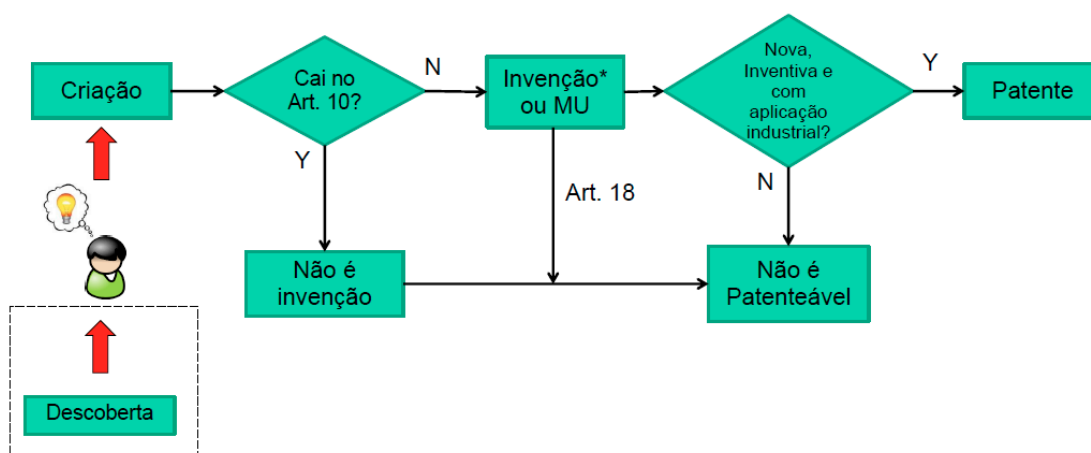 Criação
Cai no
Art. 10?
N
Invenção*
ou MU
Nova,
Inventiva e
com
aplicação
industrial?
Y
Patente
Y
Art. 18
N
Não é
invenção
Não é
Patenteável
Descoberta